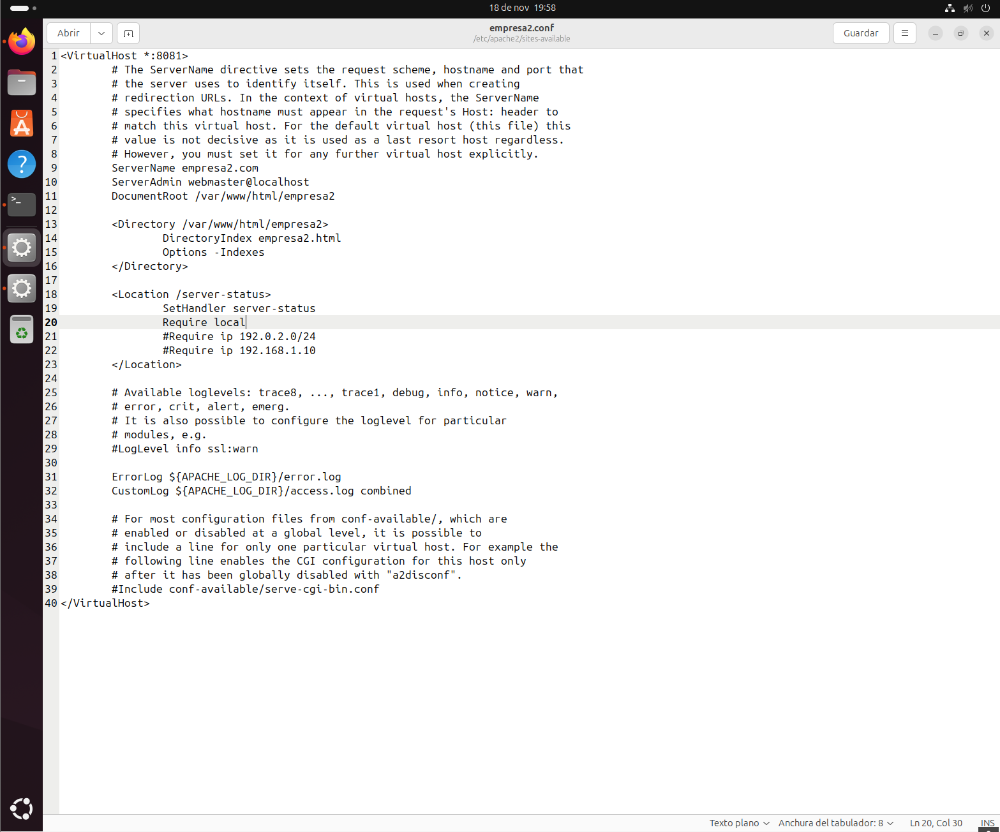 18 de nov 19:58
Abrir
empresa2.conf
/etc/apache2/sites-available
Guardar
1 <VirtualHost *:8081>
2 # The ServerName directive sets the request scheme, hostname and port that
3 # the server uses to identify itself. This is used when creating
4 # redirection URLs. In the context of virtual hosts, the ServerName
5 # specifies what hostname must appear in the request's Host: header to
6 # match this virtual host. For the default virtual host (this file) this
7 # value is not decisive as it is used as a last resort host regardless.
8 # However, you must set it for any further virtual host explicitly.
9 ServerName empresa2.com
10 ServerAdmin webmaster@localhost
11 DocumentRoot /var/www/html/empresa2
12
13 <Directory /var/www/html/empresa2>
14 DirectoryIndex empresa2.html
15 Options -Indexes
16 </Directory>
17
18 <Location /server-status>
19 SetHandler server-status
20 Require local
21 #Require ip 192.0.2.0/24
22 #Require ip 192.168.1.10
23 </Location>
24
25 # Available loglevels: trace8, ..., trace1, debug, info, notice, warn,
26 # error, crit, alert, emerg.
27 # It is also possible to configure the loglevel for particular
28 # modules, e.g.
29 #LogLevel info ssl:warn
30
31 ErrorLog ${APACHE_LOG_DIR}/error.log
32 CustomLog ${APACHE_LOG_DIR}/access.log combined
33
34 # For most configuration files from conf-available/, which are
35 # enabled or disabled at a global level, it is possible to
36 # include a line for only one particular virtual host. For example the
37 # following line enables the CGI configuration for this host only
38 # after it has been globally disabled with "a2disconf".
39 #Include conf-available/serve-cgi-bin.conf
40 </VirtualHost>
Texto plano Anchura del tabulador: 8 Ln 20, Col 30 INS